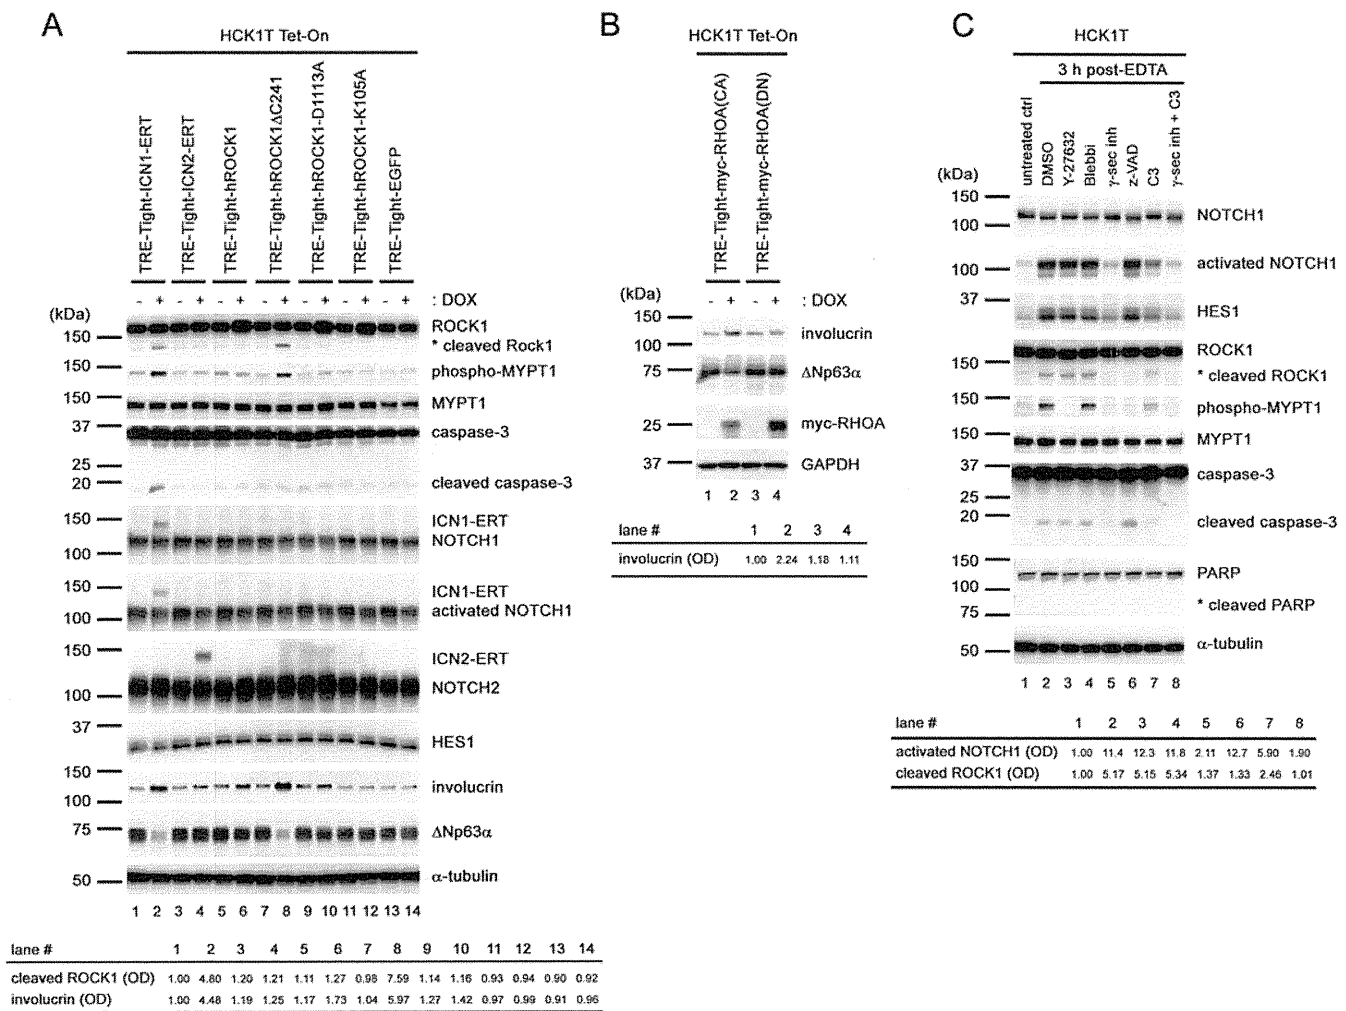 A
HCK1T Tet-On
TRE-Tight-ICN1-ERT
TRE-Tight-ICN2-ERT
TRE-Tight-hROCK1
TRE-Tight-hROCK1ΔC241
TRE-Tight-hROCK1-D1113A
TRE-Tight-hROCK1-K105A
TRE-Tight-EGFP
- + - + - + - + - + - + - + : DOX
(kDa)
ROCK1
150
* cleaved Rock1
150
phospho-MYPT1
150
MYPT1
37
caspase-3
25
20
cleaved caspase-3
150
ICN1-ERT
NOTCH1
100
150
ICN1-ERT
activated NOTCH1
100
150
ICN2-ERT
NOTCH2
100
37
HES1
150
involucrin
100
75
ΔNp63α
50
α-tubulin
1 2 3 4 5 6 7 8 9 10 11 12 13 14
lane # 1 2 3 4 5 6 7 8 9 10 11 12 13 14
cleaved ROCK1 (OD) 1.00 4.80 1.20 1.21 1.11 1.27 0.98 7.59 1.14 1.16 0.93 0.94 0.90 0.92
involucrin (OD) 1.00 4.48 1.19 1.25 1.17 1.73 1.04 5.97 1.27 1.42 0.97 0.99 0.91 0.96
B
HCK1T Tet-On
TRE-Tight-myc-RHOA(CA)
TRE-Tight-myc-RHOA(DN)
- + - + : DOX
(kDa)
150
involucrin
100
75
ΔNp63α
25
myc-RHOA
37
GAPDH
1 2 3 4
lane # 1 2 3 4
involucrin (OD) 1.00 2.24 1.18 1.11
C
HCK1T
3 h post-EDTA
untreated ctrl
DMSO
Y-27632
Blebbi
γ-sec inh
z-VAD
C3
γ-sec inh + C3
(kDa)
150
NOTCH1
100
100
activated NOTCH1
37
HES1
ROCK1
150
* cleaved ROCK1
150
phospho-MYPT1
150
MYPT1
37
caspase-3
25
20
cleaved caspase-3
150
PARP
100
* cleaved PARP
75
50
α-tubulin
1 2 3 4 5 6 7 8
lane # 1 2 3 4 5 6 7 8
activated NOTCH1 (OD) 1.00 11.4 12.3 11.8 2.11 12.7 5.90 1.90
cleaved ROCK1 (OD) 1.00 5.17 5.15 5.34 1.37 1.33 2.46 1.01